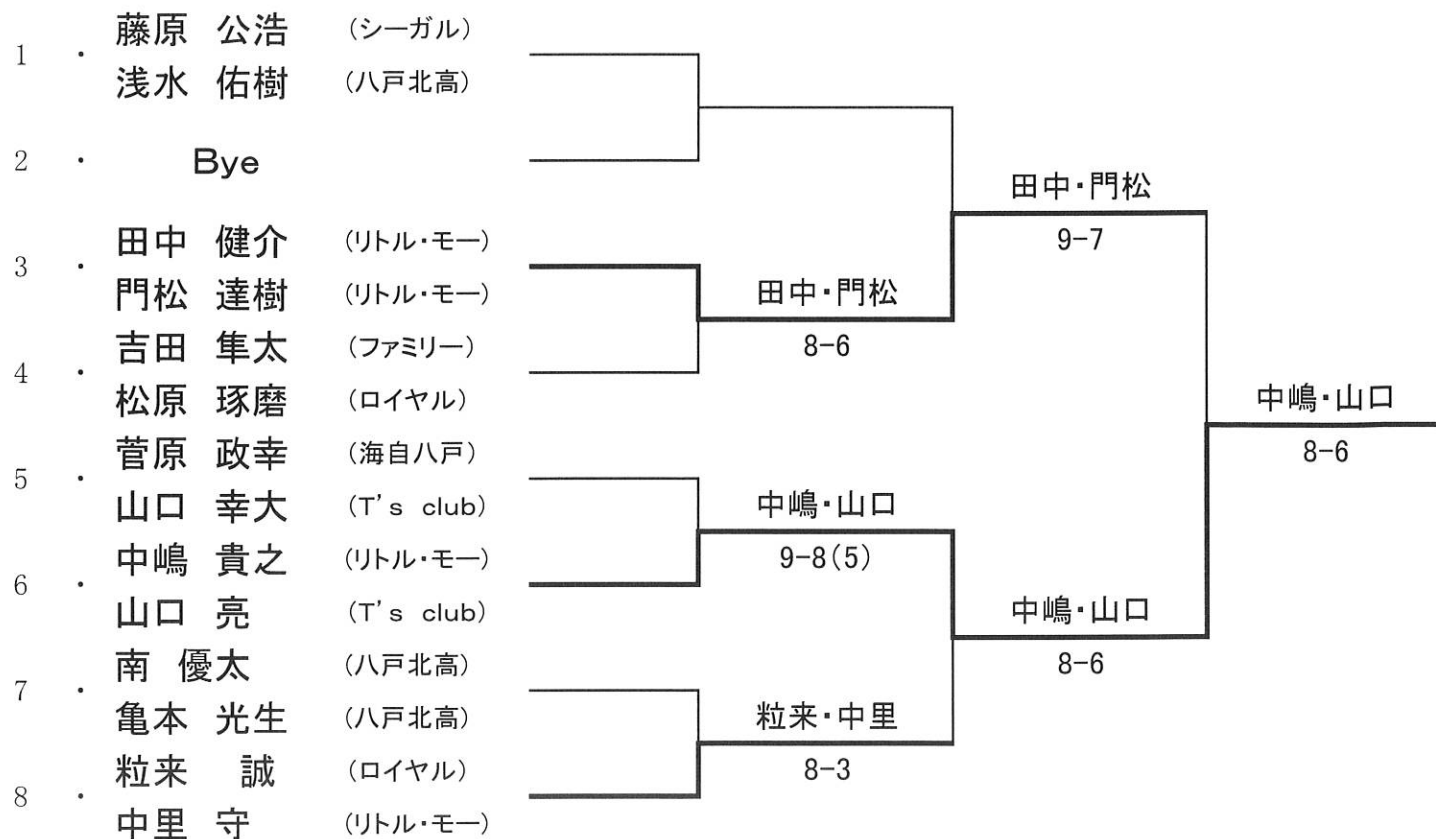 藤原 公浩 (シーガル)
1 ・
浅水 佑樹 (八戸北高)
2 ・ Bye
田中・門松
田中 健介 (リトル・モー)
9-7
3 ・
門松 達樹 (リトル・モー)
田中・門松
吉田 隼太 (ファミリー)
8-6
4 ・
松原 琢磨 (ロイヤル)
中嶋・山口
菅原 政幸 (海自八戸)
8-6
5 ・
山口 幸大 (T's club)
中嶋・山口
中嶋 貴之 (リトル・モー)
9-8(5)
6 ・
山口 亮 (T's club)
中嶋・山口
南 優太 (八戸北高)
8-6
7 ・
亀本 光生 (八戸北高)
粒来・中里
粒来 誠 (ロイヤル)
8-3
8 ・
中里 守 (リトル・モー)